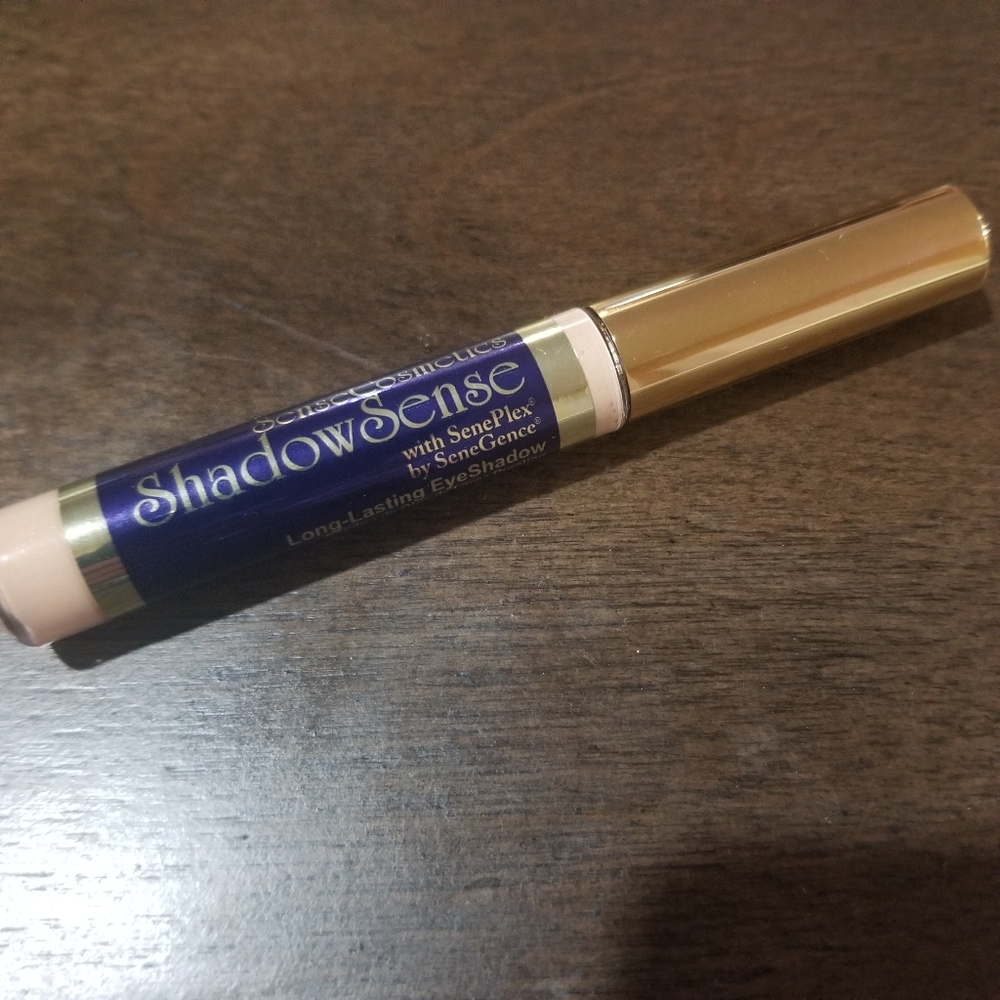 SenseCosmetics
ShadowSense
with SenePlex®
by SeneGence®
Long-Lasting EyeShadow